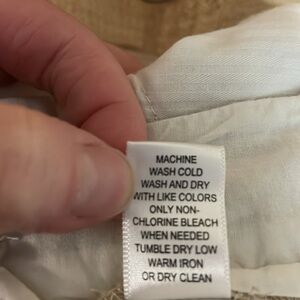 MACHINE
WASH COLD
WASH AND DRY
WITH LIKE COLORS
ONLY NON-
CHLORINE BLEACH
WHEN NEEDED
TUMBLE DRY LOW
WARM IRON
OR DRY CLEAN